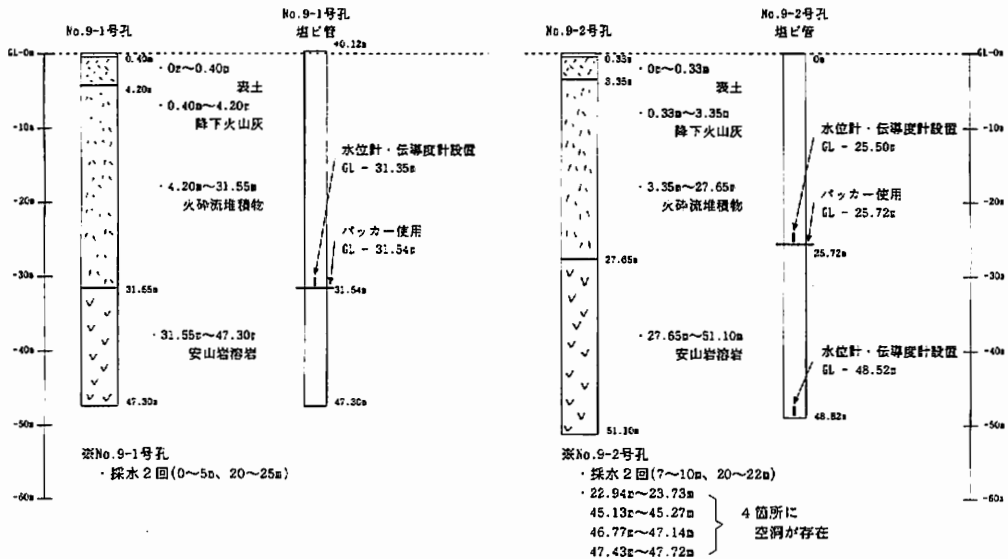 No.9-1号孔
No.9-1号孔
塩ビ管
+0.12m
GL-0m
-10m
-20m
-30m
-40m
-50m
-60m
0.40m
4.20m
31.55m
47.30m
・0m～0.40m
表土
・0.40m～4.20m
降下火山灰
・4.20m～31.55m
火砕流堆積物
・31.55m～47.30m
安山岩溶岩
水位計・伝導度計設置
GL - 31.35m
パッカー使用
GL - 31.54m
31.54m
47.30m
※No.9-1号孔
・採水2回(0～5m、20～25m)
No.9-2号孔
No.9-2号孔
塩ビ管
0m
0.33m
3.35m
27.65m
51.10m
・0m～0.33m
表土
・0.33m～3.35m
降下火山灰
・3.35m～27.65m
火砕流堆積物
・27.65m～51.10m
安山岩溶岩
水位計・伝導度計設置
GL - 25.50m
パッカー使用
GL - 25.72m
25.72m
水位計・伝導度計設置
GL - 48.52m
48.82m
GL-0m
-10m
-20m
-30m
-40m
-50m
-60m
※No.9-2号孔
・採水2回(7～10m、20～22m)
・22.94m～23.73m
45.13m～45.27m
46.77m～47.14m
47.43m～47.72m
4箇所に
空洞が存在